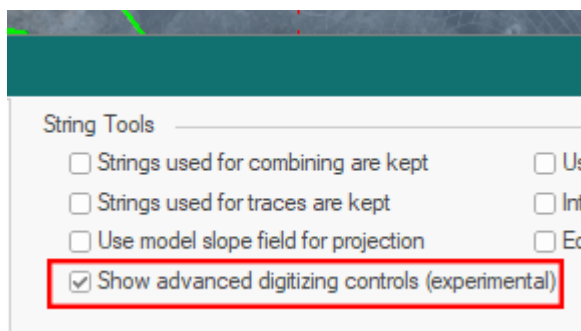 String Tools
Strings used for combining are kept
Strings used for traces are kept
Use model slope field for projection
Show advanced digitizing controls (experimental)